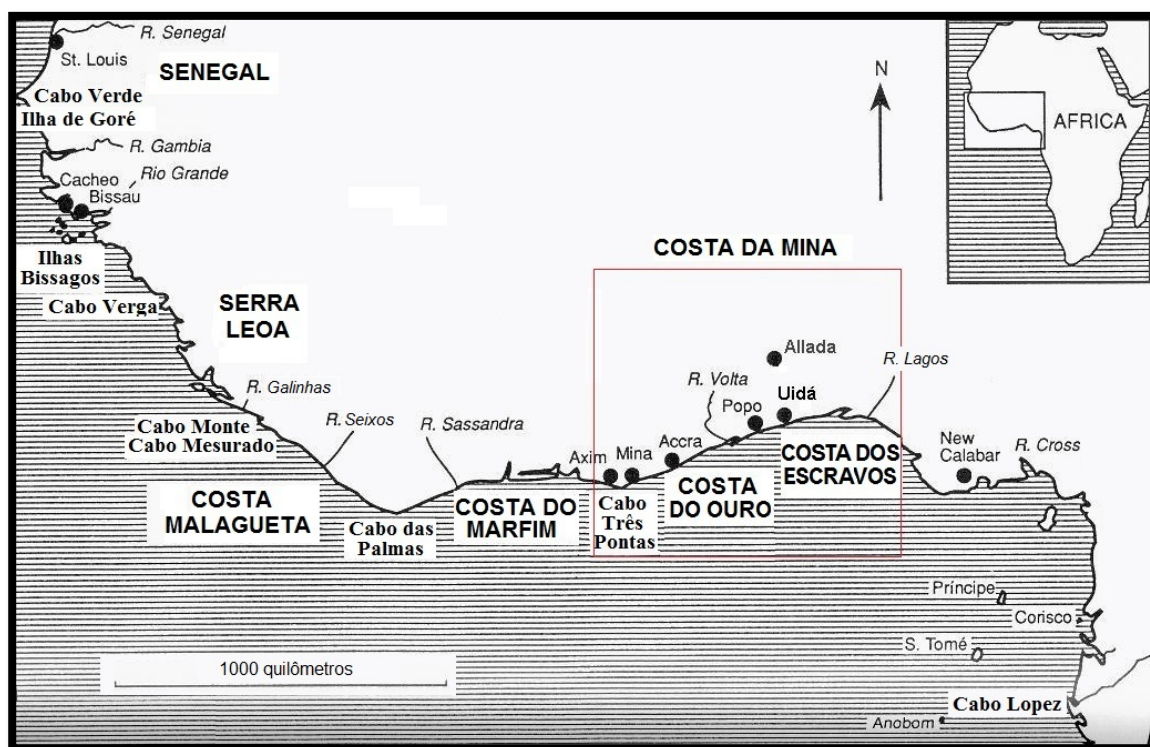 R. Senegal
St. Louis
SENEGAL
N
AFRICA
Cabo Verde
Ilha de Goré
R. Gambia
Rio Grande
Cacheo
Bissau
Ilhas
Bissagos
COSTA DA MINA
Cabo Verga
SERRA
LEOA
Allada
R. Lagos
R. Galinhas
R. Volta
Uidá
Popo
Cabo Monte
Cabo Mesurado
R. Seixos
R. Sassandra
Axim
Mina
Accra
COSTA DOS
ESCRAVOS
New
Calabar
R. Cross
COSTA
MALAGUETA
Cabo das
Palmas
COSTA DO
MARFIM
Cabo
Três
Pontas
COSTA
DO OURO
Príncipe
Corisco
S. Tomé
1000 quilômetros
Cabo Lopez
Anobom